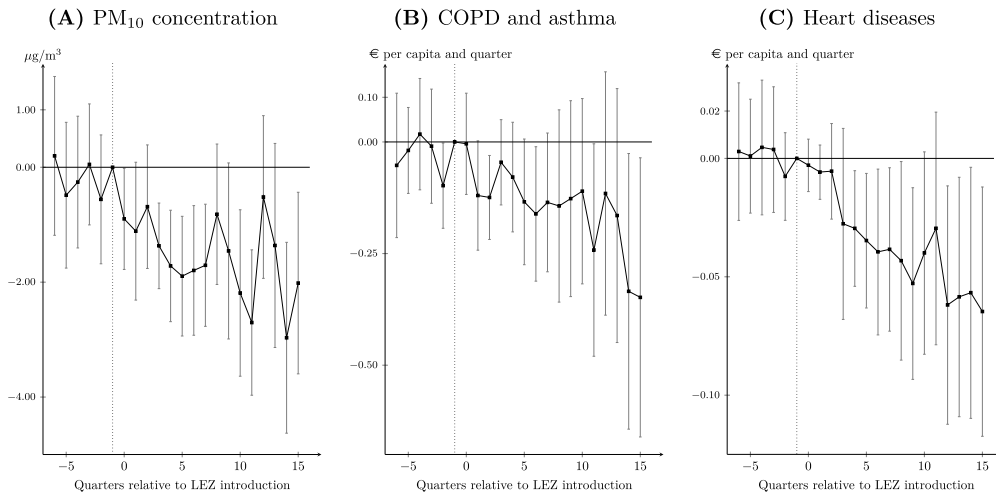 (A) PM₁₀ concentration
μg/m³
1.00
0.00
−2.00
−4.00
−5 0 5 10 15
Quarters relative to LEZ introduction
(B) COPD and asthma
€ per capita and quarter
0.10
0.00
−0.25
−0.50
−5 0 5 10 15
Quarters relative to LEZ introduction
(C) Heart diseases
€ per capita and quarter
0.02
0.00
−0.05
−0.10
−5 0 5 10 15
Quarters relative to LEZ introduction